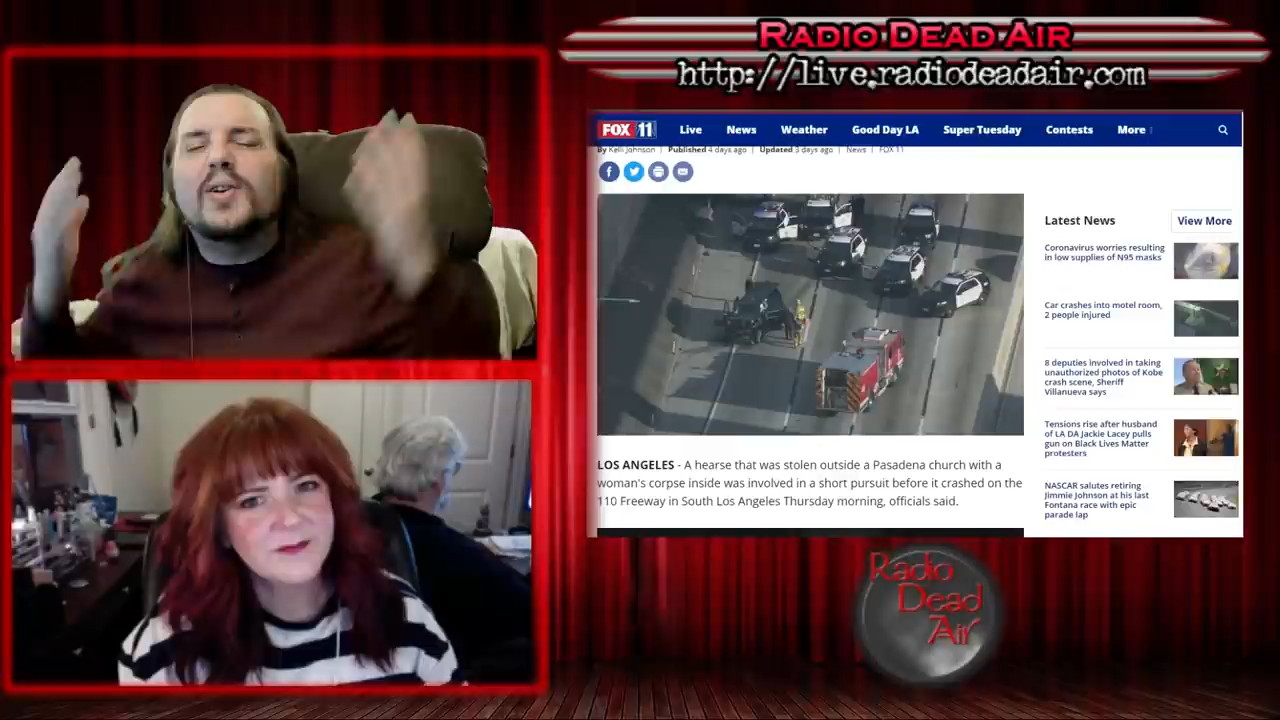 RADIO DEAD AIR
http://live.radiodeadair.com
FOX 11 Live News Weather Good Day LA Super Tuesday Contests More
By Kelli Johnson | Published 4 days ago | Updated 3 days ago | News | FOX 11
Latest News View More
Coronavirus worries resulting
in low supplies of N95 masks
Car crashes into motel room,
2 people injured
8 deputies involved in taking
unauthorized photos of Kobe
crash scene, Sheriff
Villanueva says
Tensions rise after husband
of LA DA Jackie Lacey pulls
gun on Black Lives Matter
protesters
NASCAR salutes retiring
Jimmie Johnson at his last
Fontana race with epic
parade lap
LOS ANGELES - A hearse that was stolen outside a Pasadena church with a
woman's corpse inside was involved in a short pursuit before it crashed on the
110 Freeway in South Los Angeles Thursday morning, officials said.
Radio
Dead
Air